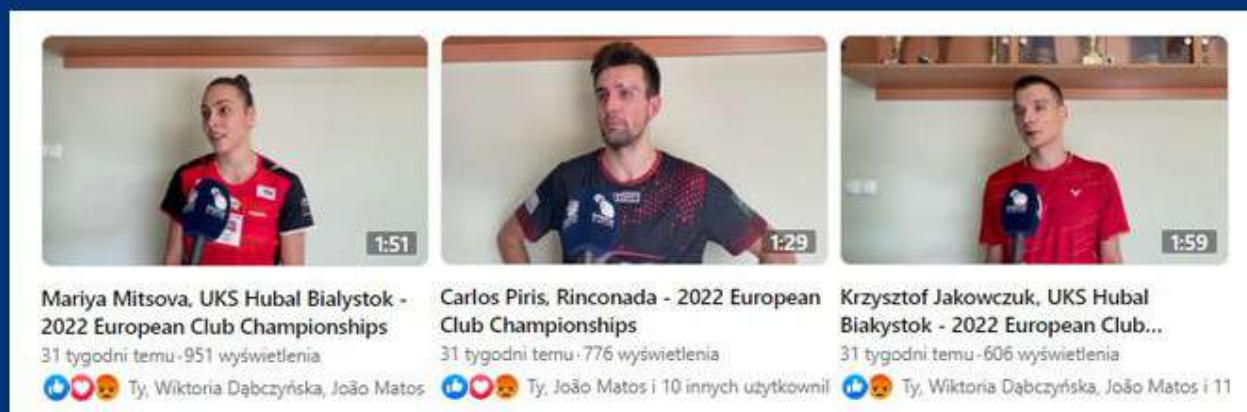 1:51
Mariya Mitsova, UKS Hubal Bialystok -
2022 European Club Championships
31 tygodni temu · 951 wyświetlenia
Ty, Wiktoria Dąbczyńska, João Matos
1:29
Carlos Piris, Rinconada - 2022 European
Club Championships
31 tygodni temu · 776 wyświetlenia
Ty, João Matos i 10 innych użytkownil
1:59
Krzysztof Jakowczuk, UKS Hubal
Biakystok - 2022 European Club...
31 tygodni temu · 606 wyświetlenia
Ty, Wiktoria Dąbczyńska, João Matos i 11